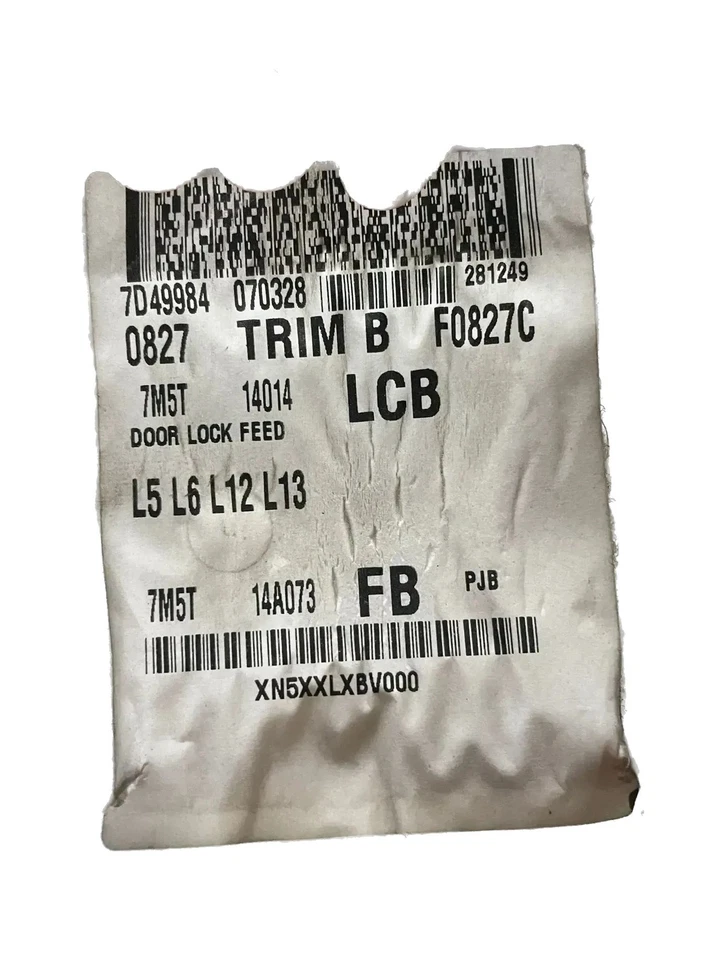 7D49984 070328 281249
0827 TRIM B F0827C
7M5T 14014 LCB
DOOR LOCK FEED
L5 L6 L12 L13
7M5T 14A073 FB PJB
XN5XXLXBV000